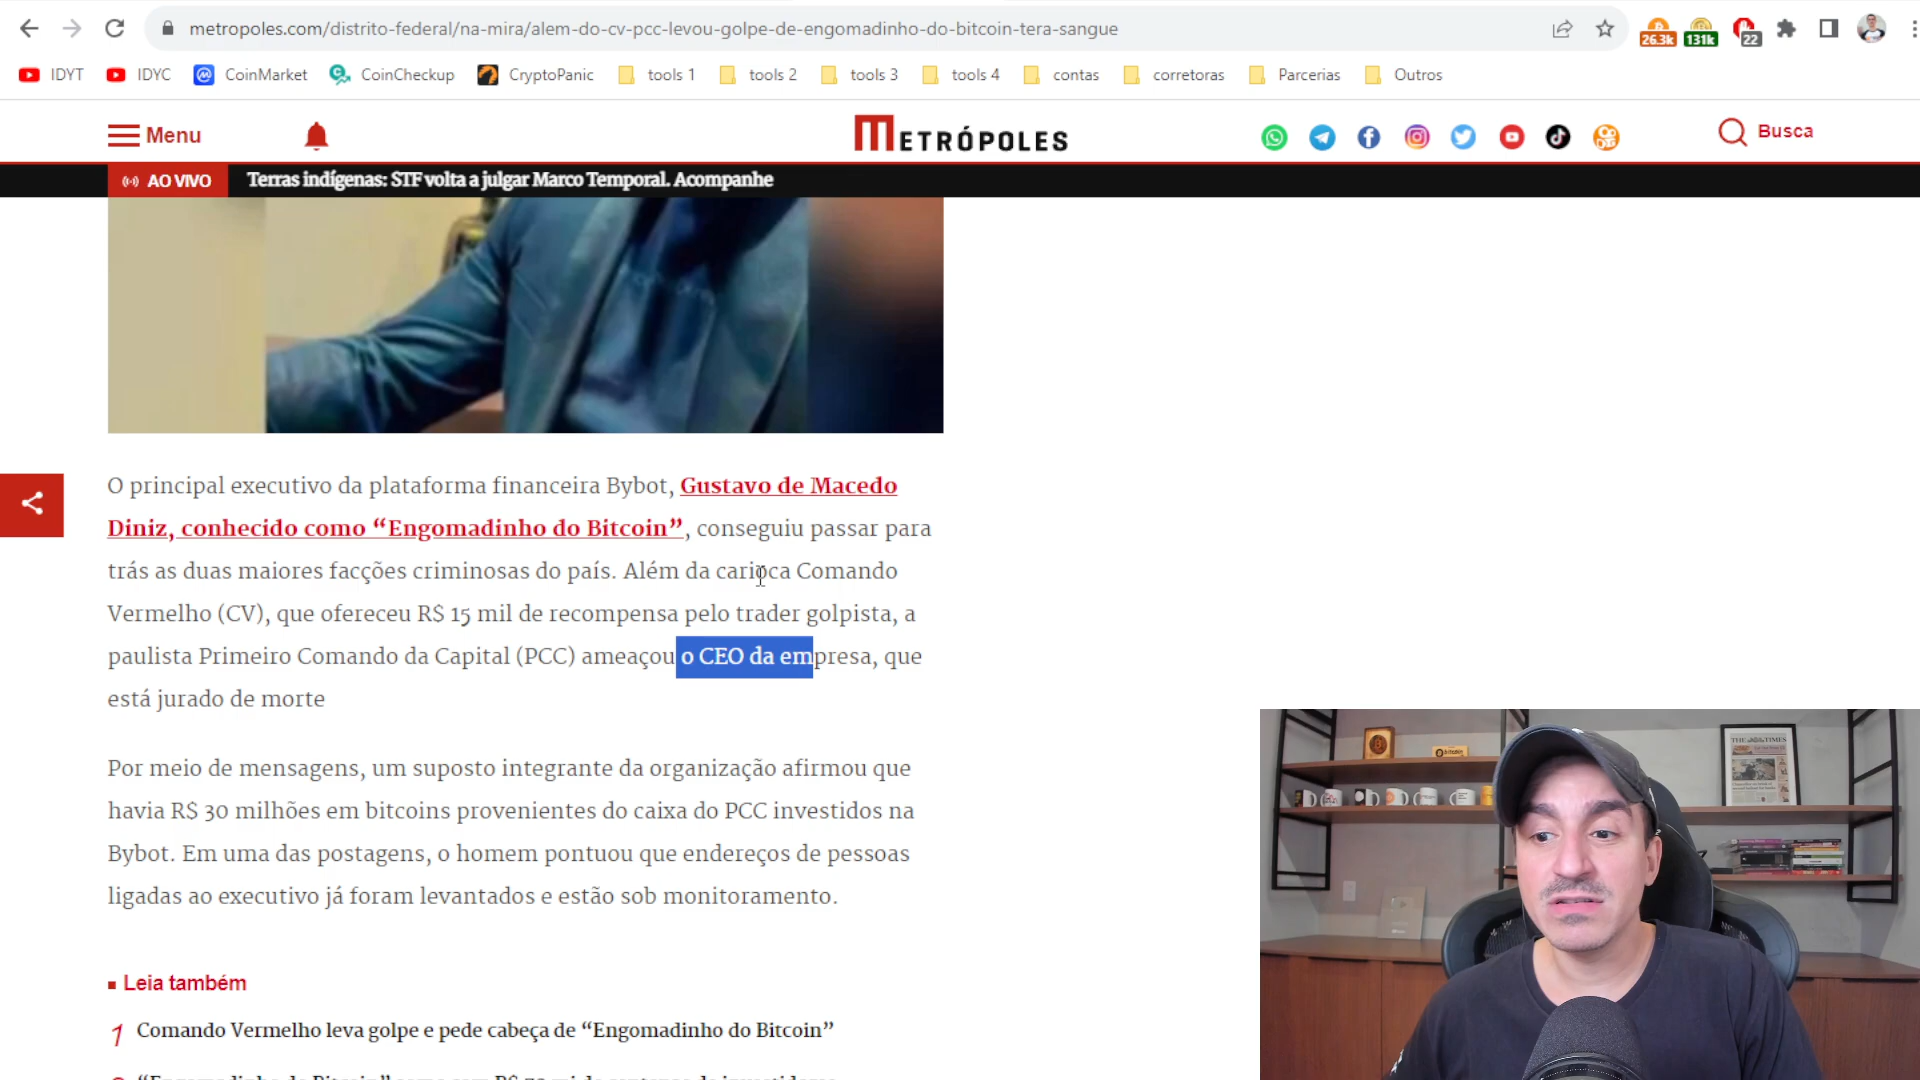 metropoles.com/distrito-federal/na-mira/alem-do-cv-pcc-levou-golpe-de-engomadinho-do-bitcoin-tera-sangue
26.3k 131k 22
IDYT IDYC CoinMarket CoinCheckup CryptoPanic tools 1 tools 2 tools 3 tools 4 contas corretoras Parcerias Outros
Menu METRÓPOLES Busca
AO VIVO Terras indígenas: STF volta a julgar Marco Temporal. Acompanhe
O principal executivo da plataforma financeira Bybot, Gustavo de Macedo
Diniz, conhecido como “Engomadinho do Bitcoin”, conseguiu passar para
trás as duas maiores facções criminosas do país. Além da carioca Comando
Vermelho (CV), que ofereceu R$ 15 mil de recompensa pelo trader golpista, a
paulista Primeiro Comando da Capital (PCC) ameaçou o CEO da empresa, que
está jurado de morte
Por meio de mensagens, um suposto integrante da organização afirmou que
havia R$ 30 milhões em bitcoins provenientes do caixa do PCC investidos na
Bybot. Em uma das postagens, o homem pontuou que endereços de pessoas
ligadas ao executivo já foram levantados e estão sob monitoramento.
Leia também
1 Comando Vermelho leva golpe e pede cabeça de “Engomadinho do Bitcoin”